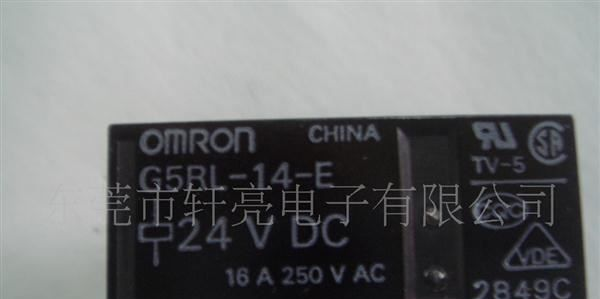 OMRON CHINA
G5RL-14-E
24 V DC
16 A 250 V AC
TV-5
VDE
2849C
东莞市轩亮电子有限公司